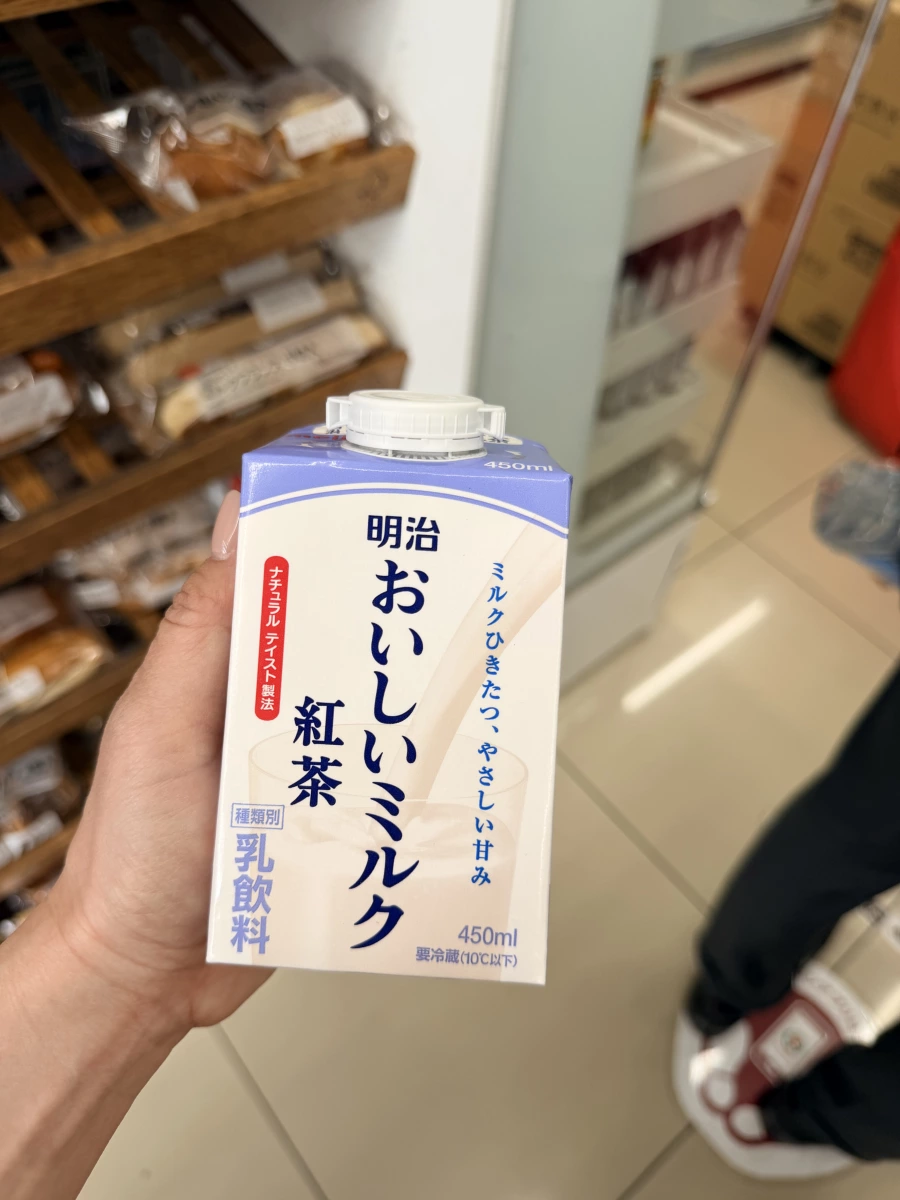 450ml
明治
おいしいミルク
紅茶
ミルクひきたつ、やさしい甘み
ナチュラル テイスト製法
種類別
乳飲料
450ml
要冷蔵(10℃以下)